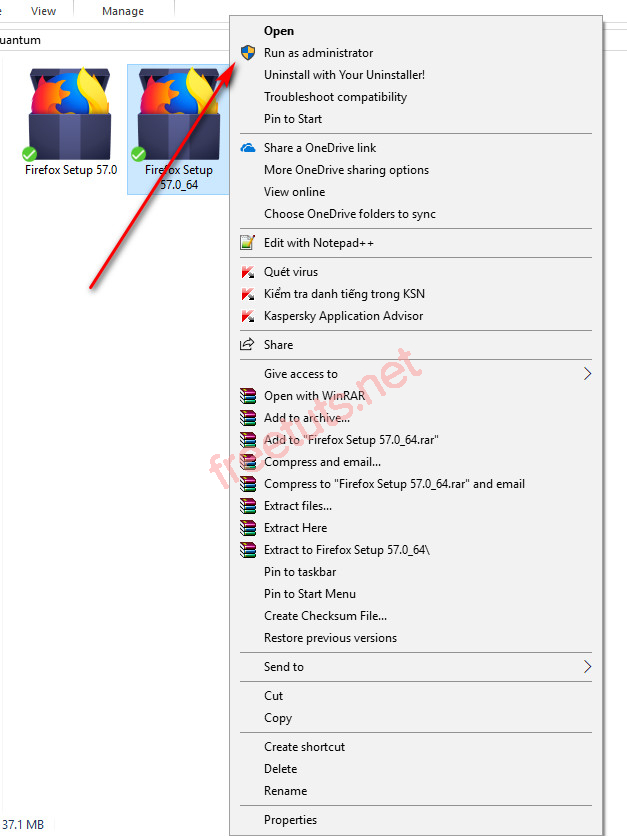 View
Manage
uantum
Firefox Setup 57.0
Firefox Setup
57.0_64
Open
Run as administrator
Uninstall with Your Uninstaller!
Troubleshoot compatibility
Pin to Start
Share a OneDrive link
More OneDrive sharing options
View online
Choose OneDrive folders to sync
Edit with Notepad++
Quét virus
Kiểm tra danh tiếng trong KSN
Kaspersky Application Advisor
Share
Give access to
Open with WinRAR
Add to archive...
Add to "Firefox Setup 57.0_64.rar"
Compress and email...
Compress to "Firefox Setup 57.0_64.rar" and email
Extract files...
Extract Here
Extract to Firefox Setup 57.0_64\
Pin to taskbar
Pin to Start Menu
Create Checksum File...
Restore previous versions
Send to
Cut
Copy
Create shortcut
Delete
Rename
Properties
37.1 MB
freetuts.net